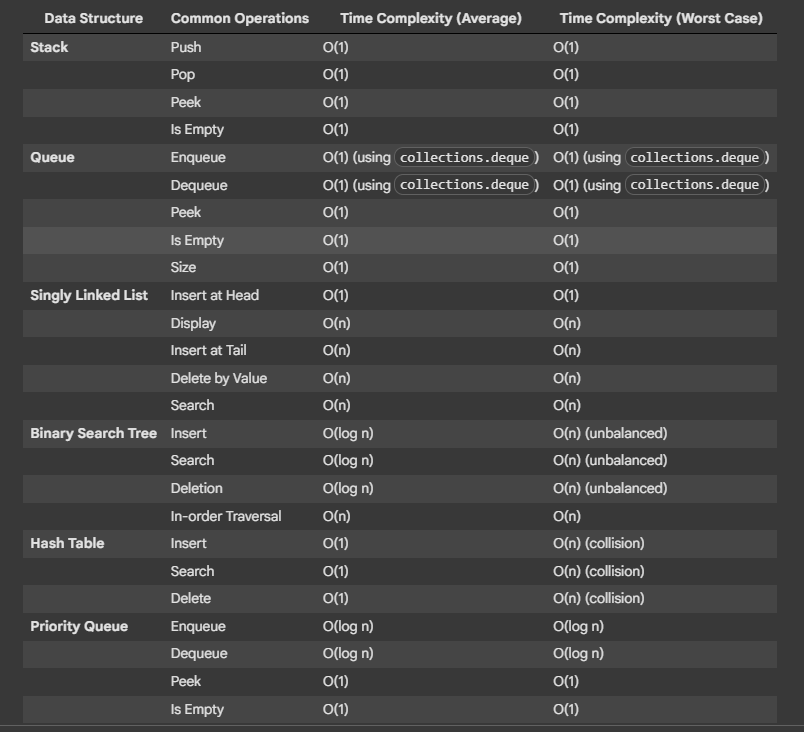 Data Structure Common Operations Time Complexity (Average) Time Complexity (Worst Case)
Stack Push O(1) O(1)
Pop O(1) O(1)
Peek O(1) O(1)
Is Empty O(1) O(1)
Queue Enqueue O(1) (using collections.deque) O(1) (using collections.deque)
Dequeue O(1) (using collections.deque) O(1) (using collections.deque)
Peek O(1) O(1)
Is Empty O(1) O(1)
Size O(1) O(1)
Singly Linked List Insert at Head O(1) O(1)
Display O(n) O(n)
Insert at Tail O(n) O(n)
Delete by Value O(n) O(n)
Search O(n) O(n)
Binary Search Tree Insert O(log n) O(n) (unbalanced)
Search O(log n) O(n) (unbalanced)
Deletion O(log n) O(n) (unbalanced)
In-order Traversal O(n) O(n)
Hash Table Insert O(1) O(n) (collision)
Search O(1) O(n) (collision)
Delete O(1) O(n) (collision)
Priority Queue Enqueue O(log n) O(log n)
Dequeue O(log n) O(log n)
Peek O(1) O(1)
Is Empty O(1) O(1)